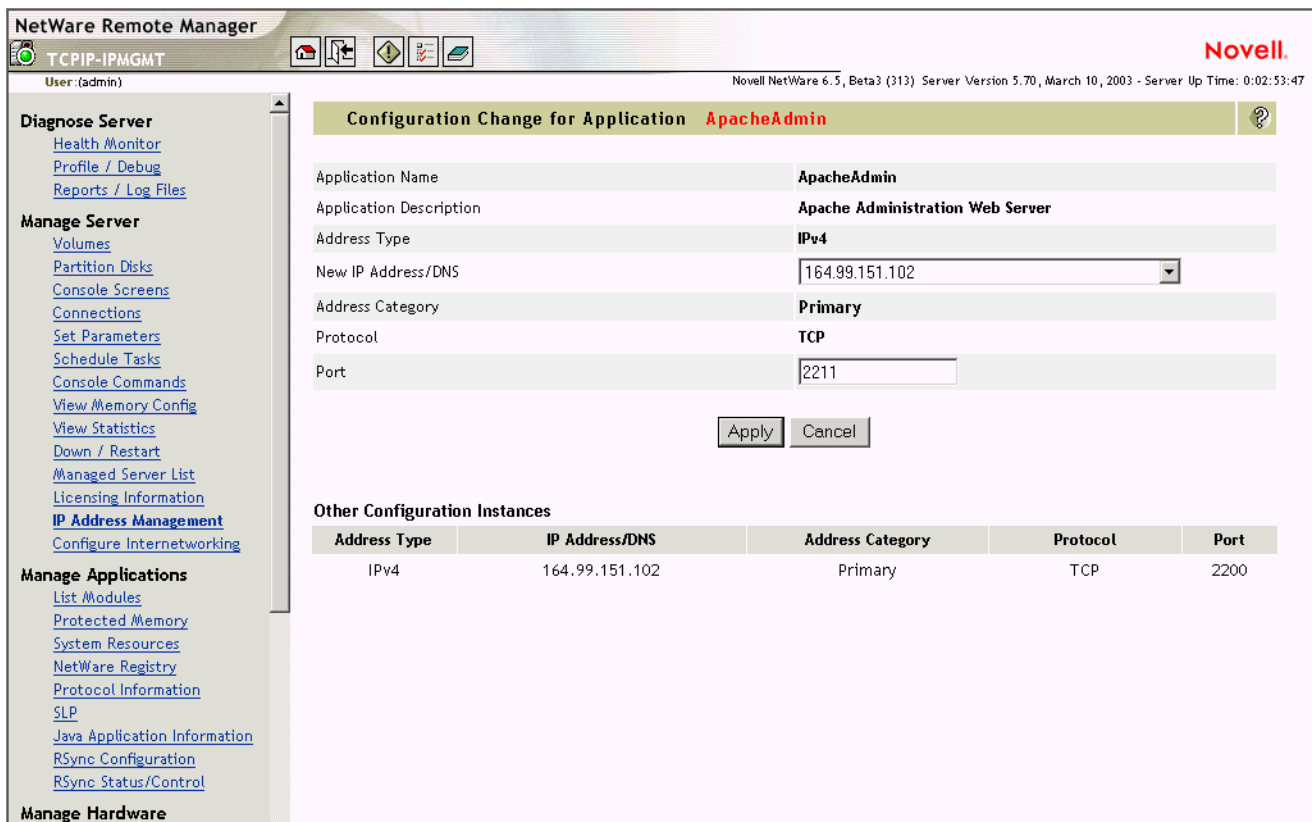 NetWare Remote Manager
TCPIP-IPMGMT
Novell.
User:(admin)
Novell NetWare 6.5, Beta3 (313) Server Version 5.70, March 10, 2003 - Server Up Time: 0:02:53:47
Diagnose Server
Health Monitor
Profile / Debug
Reports / Log Files
Manage Server
Volumes
Partition Disks
Console Screens
Connections
Set Parameters
Schedule Tasks
Console Commands
View Memory Config
View Statistics
Down / Restart
Managed Server List
Licensing Information
IP Address Management
Configure Internetworking
Manage Applications
List Modules
Protected Memory
System Resources
NetWare Registry
Protocol Information
SLP
Java Application Information
RSync Configuration
RSync Status/Control
Manage Hardware
Configuration Change for Application ApacheAdmin ?
Application Name ApacheAdmin
Application Description Apache Administration Web Server
Address Type IPv4
New IP Address/DNS 164.99.151.102
Address Category Primary
Protocol TCP
Port 2211
Apply Cancel
Other Configuration Instances
Address Type IP Address/DNS Address Category Protocol Port
IPv4 164.99.151.102 Primary TCP 2200